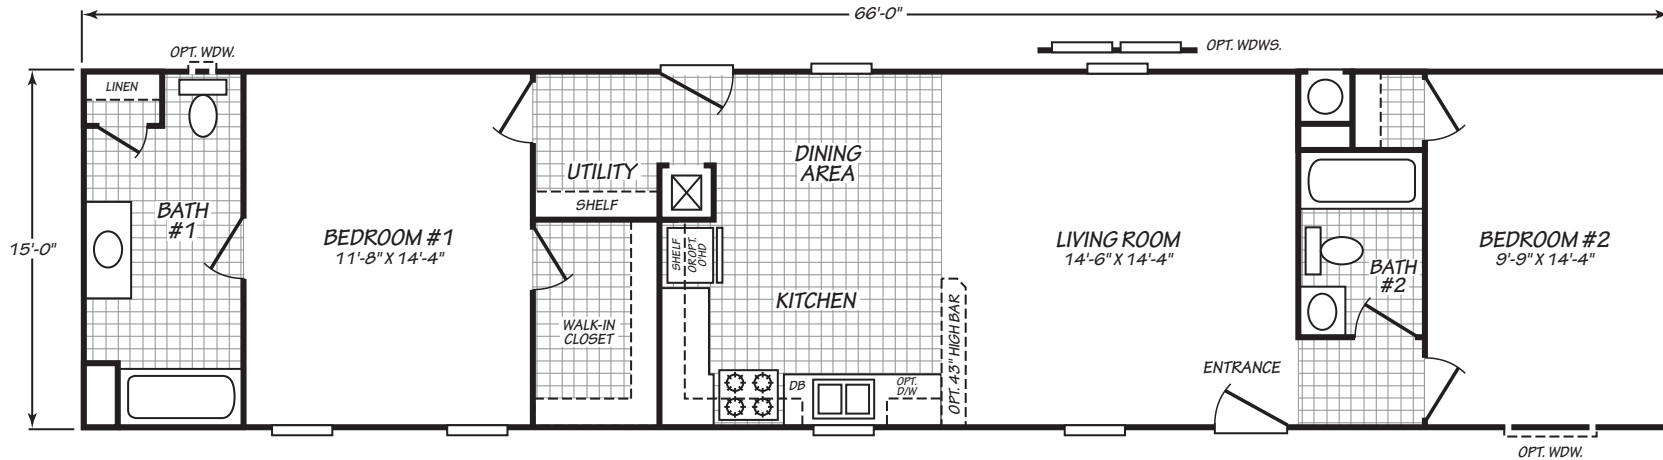 66'-0"
OPT. WDW.
OPT. WDWS.
LINEN
15'-0"
BATH
#1
BEDROOM #1
11'-8" X 14'-4"
UTILITY
SHELF
DINING
AREA
SHELF
OR OPT.
O'HD
KITCHEN
WALK-IN
CLOSET
DB
OPT.
D/W
OPT. 43" HIGH BAR
LIVING ROOM
14'-6" X 14'-4"
ENTRANCE
BATH
#2
BEDROOM #2
9'-9" X 14'-4"
OPT. WDW.